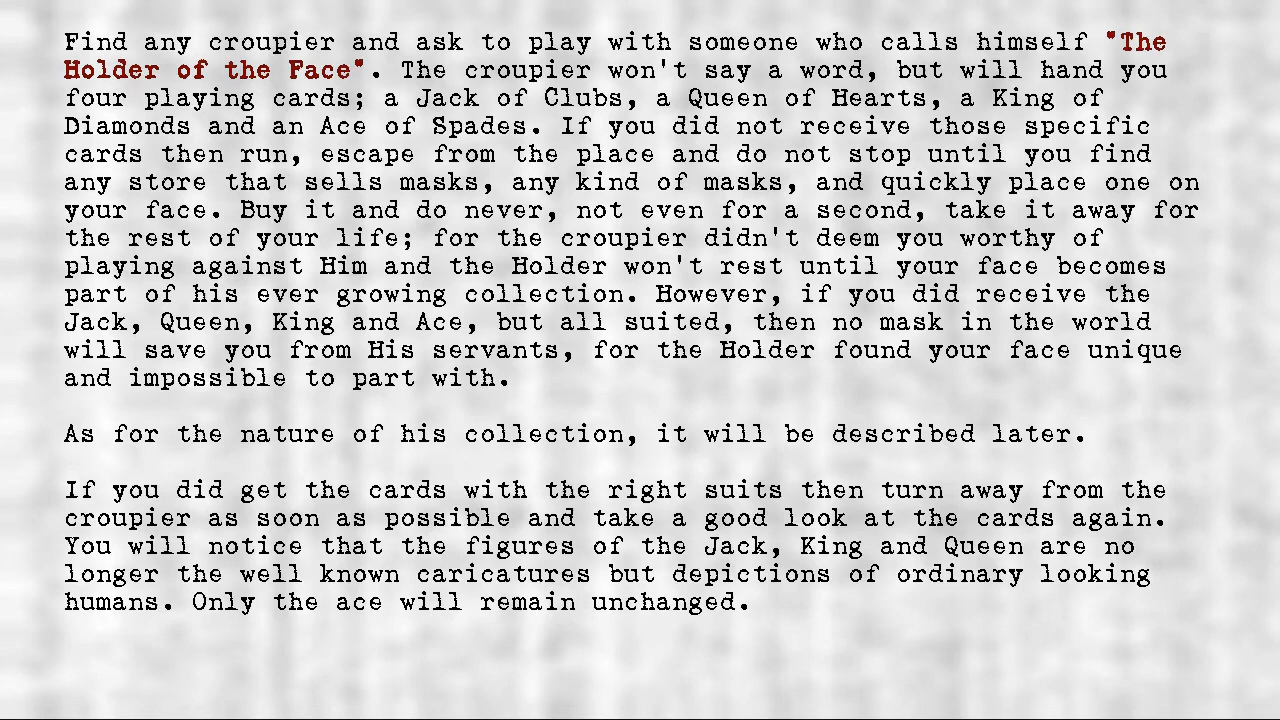 Find any croupier and ask to play with someone who calls himself "The
Holder of the Face". The croupier won't say a word, but will hand you
four playing cards; a Jack of Clubs, a Queen of Hearts, a King of
Diamonds and an Ace of Spades. If you did not receive those specific
cards then run, escape from the place and do not stop until you find
any store that sells masks, any kind of masks, and quickly place one on
your face. Buy it and do never, not even for a second, take it away for
the rest of your life; for the croupier didn't deem you worthy of
playing against Him and the Holder won't rest until your face becomes
part of his ever growing collection. However, if you did receive the
Jack, Queen, King and Ace, but all suited, then no mask in the world
will save you from His servants, for the Holder found your face unique
and impossible to part with.

As for the nature of his collection, it will be described later.

If you did get the cards with the right suits then turn away from the
croupier as soon as possible and take a good look at the cards again.
You will notice that the figures of the Jack, King and Queen are no
longer the well known caricatures but depictions of ordinary looking
humans. Only the ace will remain unchanged.